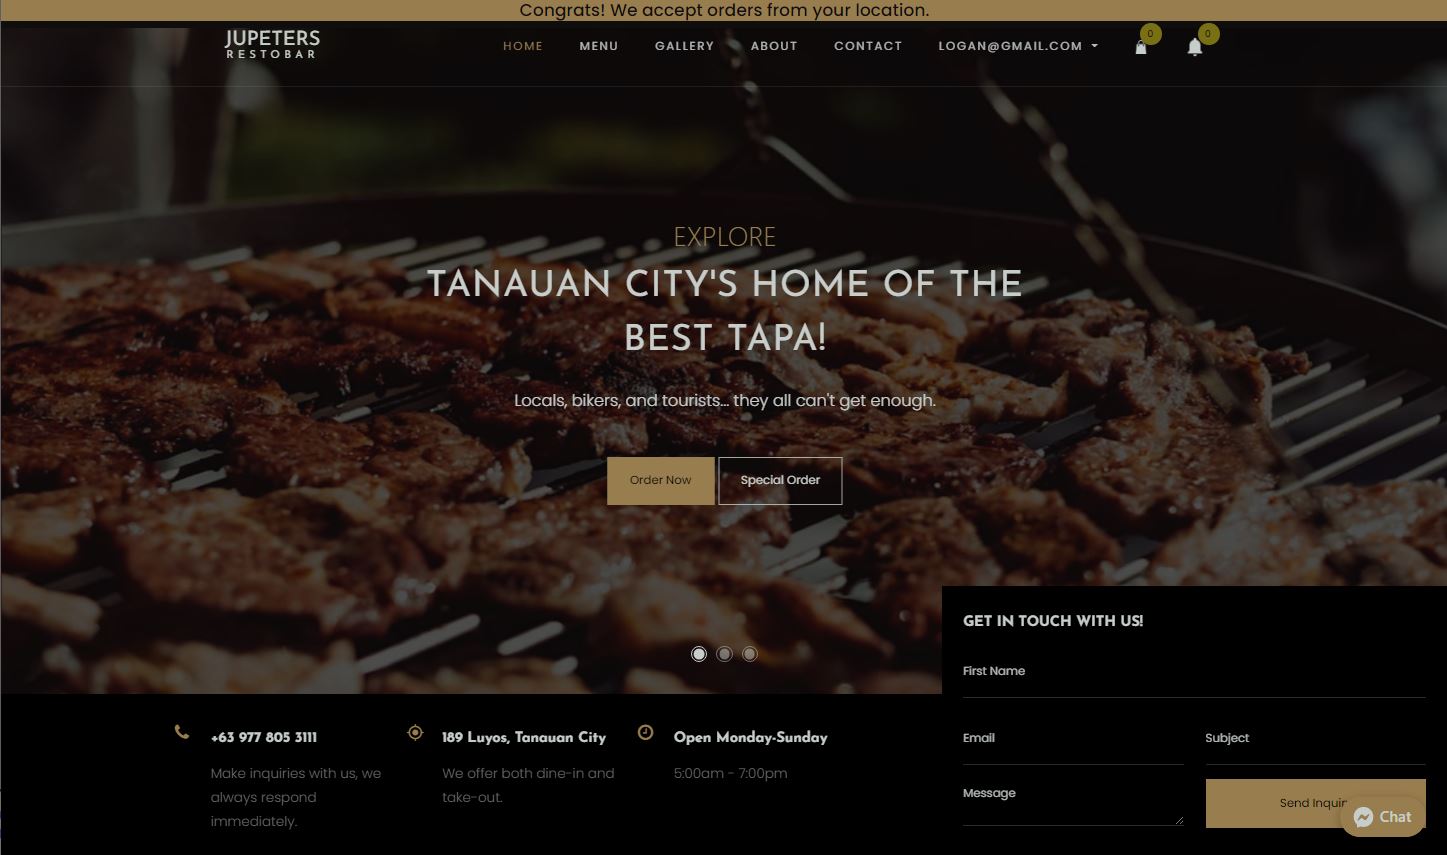 Congrats! We accept orders from your location.
JUPETERS
RESTOBAR
HOME
MENU
GALLERY
ABOUT
CONTACT
LOGAN@GMAIL.COM
0
0
EXPLORE
TANAUAN CITY'S HOME OF THE
BEST TAPA!
Locals, bikers, and tourists... they all can't get enough.
Order Now
Special Order
GET IN TOUCH WITH US!
First Name
Email
Subject
Message
Chat
+63 977 805 3111
Make inquiries with us, we
always respond
immediately.
189 Luyos, Tanauan City
We offer both dine-in and
take-out.
Open Monday-Sunday
5:00am - 7:00pm
Send